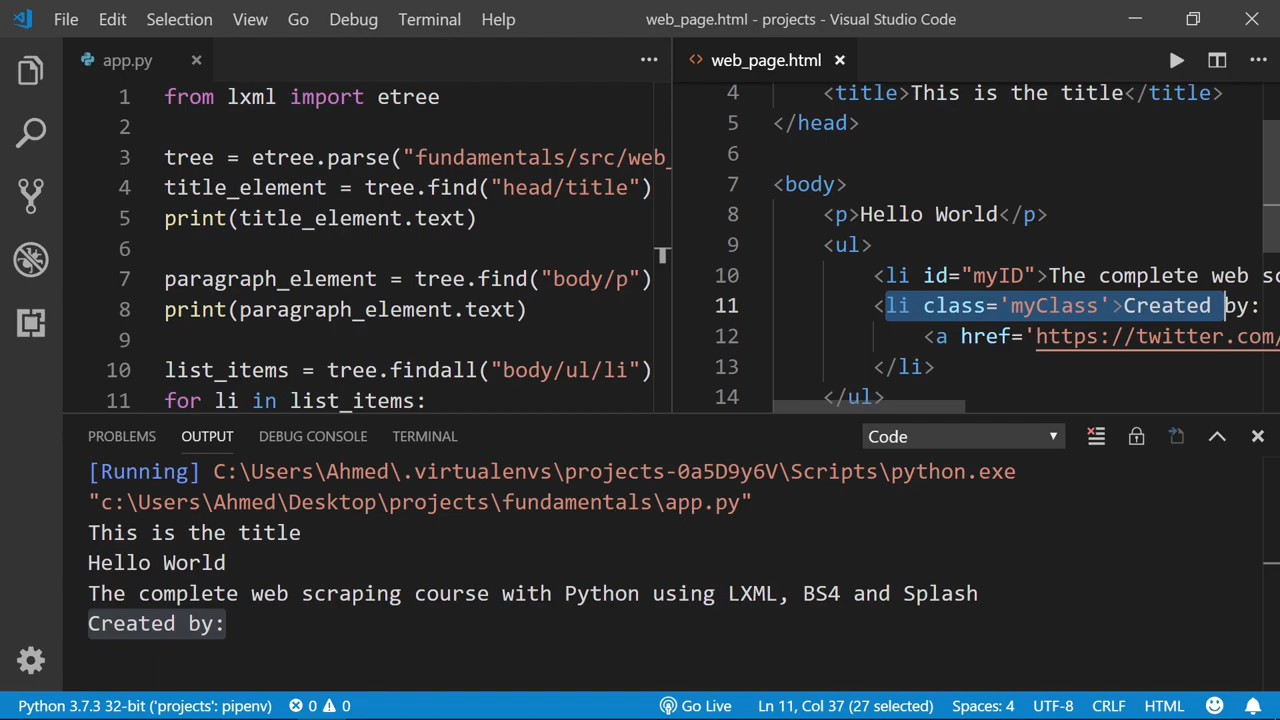 File Edit Selection View Go Debug Terminal Help web_page.html - projects - Visual Studio Code
app.py
1 from lxml import etree
2
3 tree = etree.parse("fundamentals/src/web_
4 title_element = tree.find("head/title")
5 print(title_element.text)
6
7 paragraph_element = tree.find("body/p")
8 print(paragraph_element.text)
9
10 list_items = tree.findall("body/ul/li")
11 for li in list_items:
web_page.html
4 <title>This is the title</title>
5 </head>
6
7 <body>
8 <p>Hello World</p>
9 <ul>
10 <li id="myID">The complete web sc
11 <li class='myClass'>Created by:
12 <a href='https://twitter.com/
13 </li>
14 </ul>
PROBLEMS OUTPUT DEBUG CONSOLE TERMINAL Code
[Running] C:\Users\Ahmed\.virtualenvs\projects-0a5D9y6V\Scripts\python.exe
"c:\Users\Ahmed\Desktop\projects\fundamentals\app.py"
This is the title
Hello World
The complete web scraping course with Python using LXML, BS4 and Splash
Created by:
Python 3.7.3 32-bit ('projects': pipenv) 0 0 Go Live Ln 11, Col 37 (27 selected) Spaces: 4 UTF-8 CRLF HTML